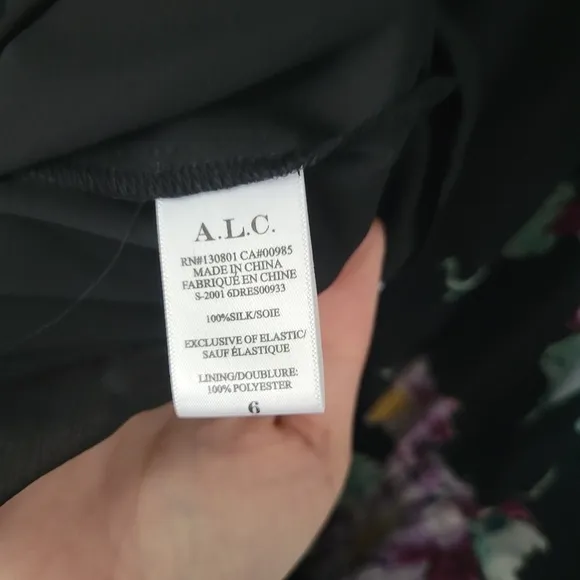 A.L.C.
RN#130801 CA#00985
MADE IN CHINA
FABRIQUÉ EN CHINE
S-2001 6DRES00933
100%SILK/SOIE
EXCLUSIVE OF ELASTIC/
SAUF ÉLASTIQUE
LINING/DOUBLURE:
100% POLYESTER
6